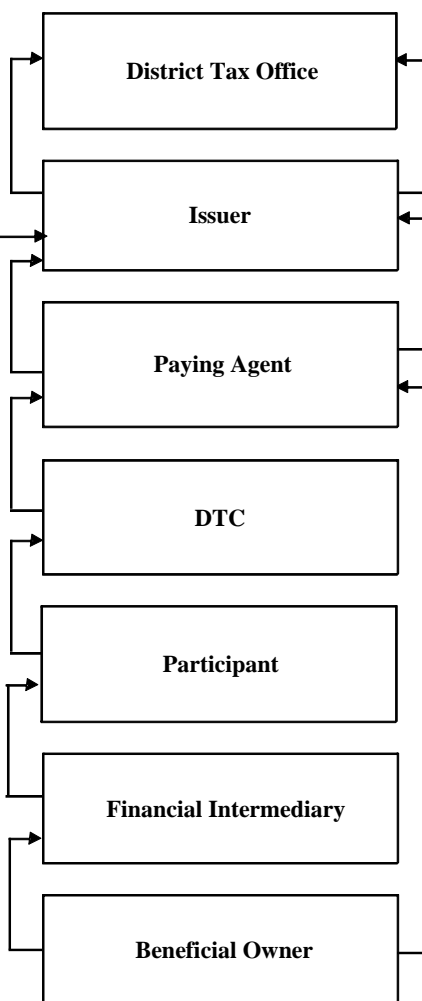 District Tax Office
Issuer
Paying Agent
DTC
Participant
Financial Intermediary
Beneficial Owner